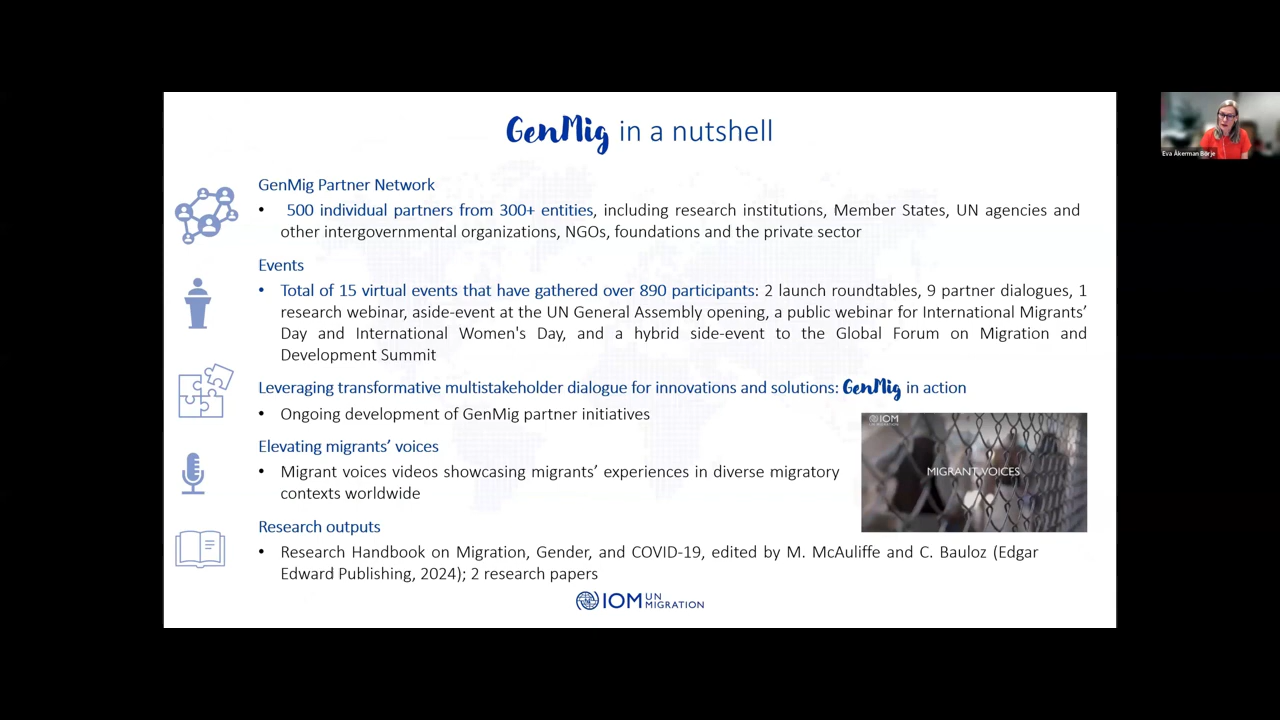 GenMig in a nutshell
GenMig Partner Network
• 500 individual partners from 300+ entities, including research institutions, Member States, UN agencies and
other intergovernmental organizations, NGOs, foundations and the private sector
Events
• Total of 15 virtual events that have gathered over 890 participants: 2 launch roundtables, 9 partner dialogues, 1
research webinar, aside-event at the UN General Assembly opening, a public webinar for International Migrants’
Day and International Women's Day, and a hybrid side-event to the Global Forum on Migration and
Development Summit
Leveraging transformative multistakeholder dialogue for innovations and solutions: GenMig in action
• Ongoing development of GenMig partner initiatives
Elevating migrants’ voices
• Migrant voices videos showcasing migrants’ experiences in diverse migratory
contexts worldwide
IOM
UN MIGRATION
MIGRANT VOICES
Research outputs
• Research Handbook on Migration, Gender, and COVID-19, edited by M. McAuliffe and C. Bauloz (Edgar
Edward Publishing, 2024); 2 research papers
IOM UN
MIGRATION
Eva Åkerman Börje